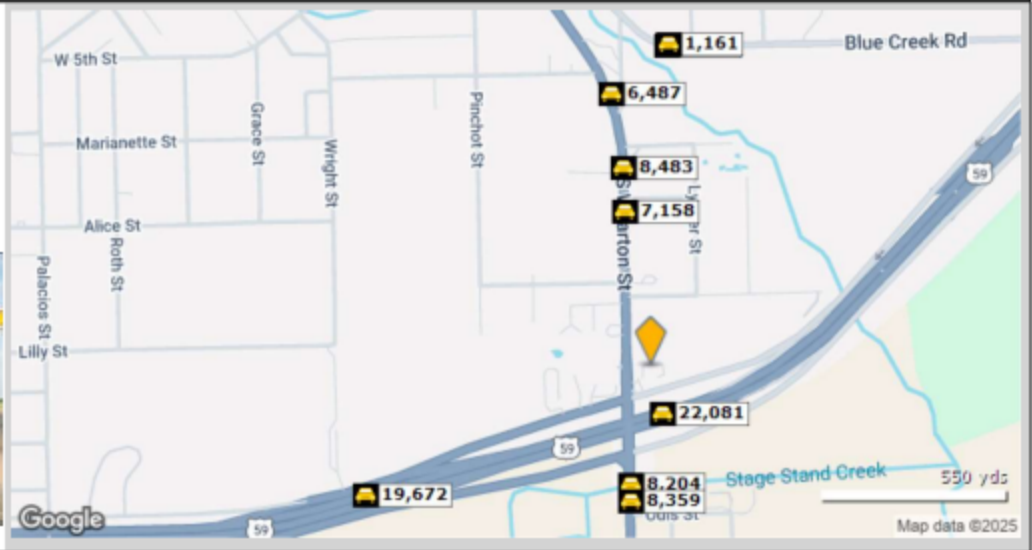 1,161
Blue Creek Rd
W 5th St
6,487
Grace St
Pinchot St
Marianette St
Wright St
8,483
59
7,158
Alice St
Roth St
Palacios St
Lilly St
22,081
59
Stage Stand Creek
550 yds
8,204
8,359
19,672
Odis St
Google
59
Map data ©2025